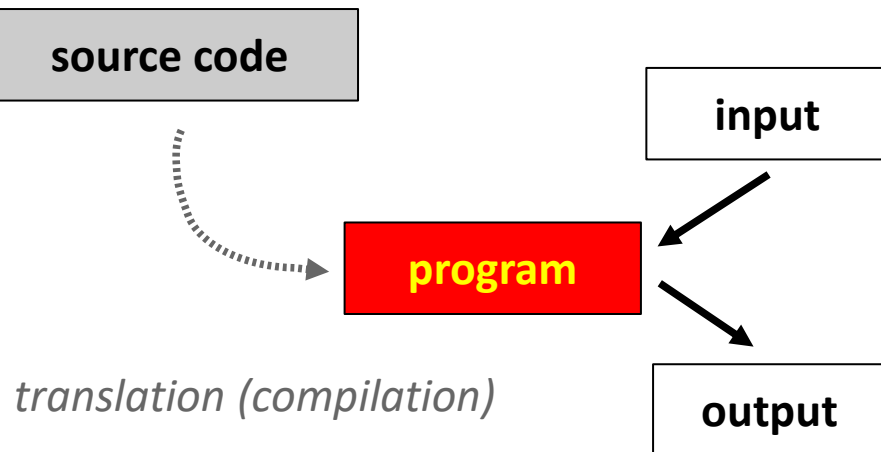 source code
input
program
translation (compilation)
output